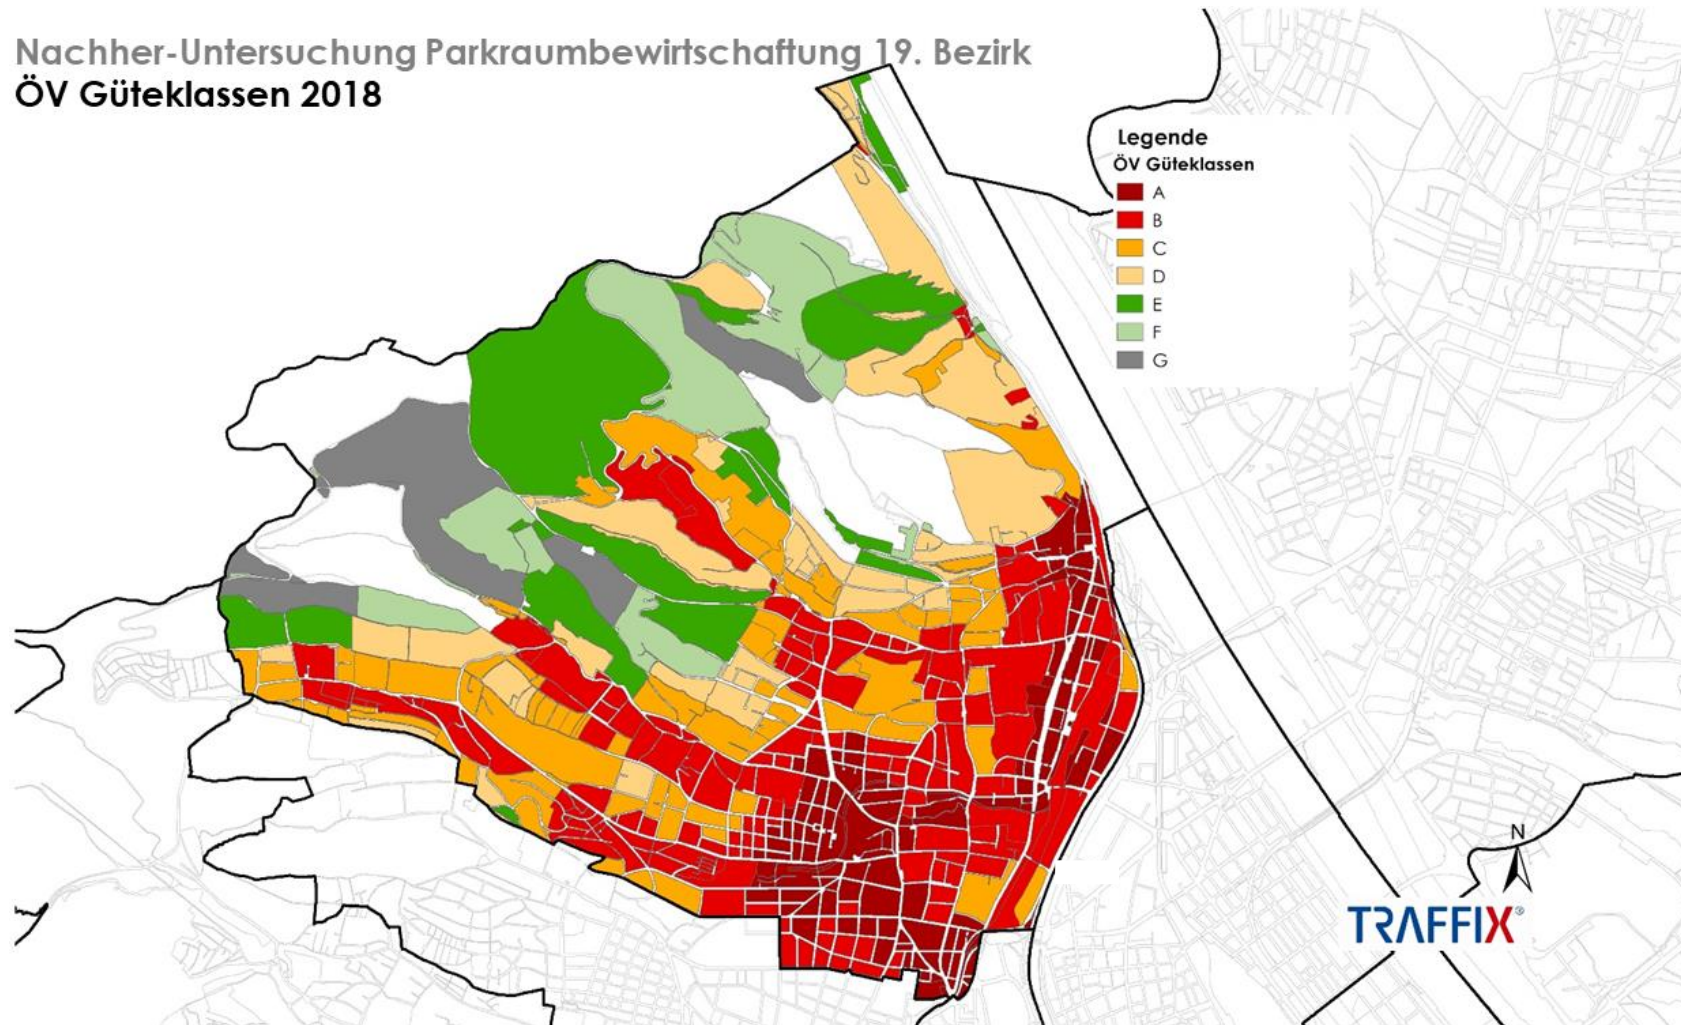 Nachher-Untersuchung Parkraumbewirtschaftung 19. Bezirk
ÖV Güteklassen 2018
Legende
ÖV Güteklassen
A
B
C
D
E
F
G
N
TRAFFIX®